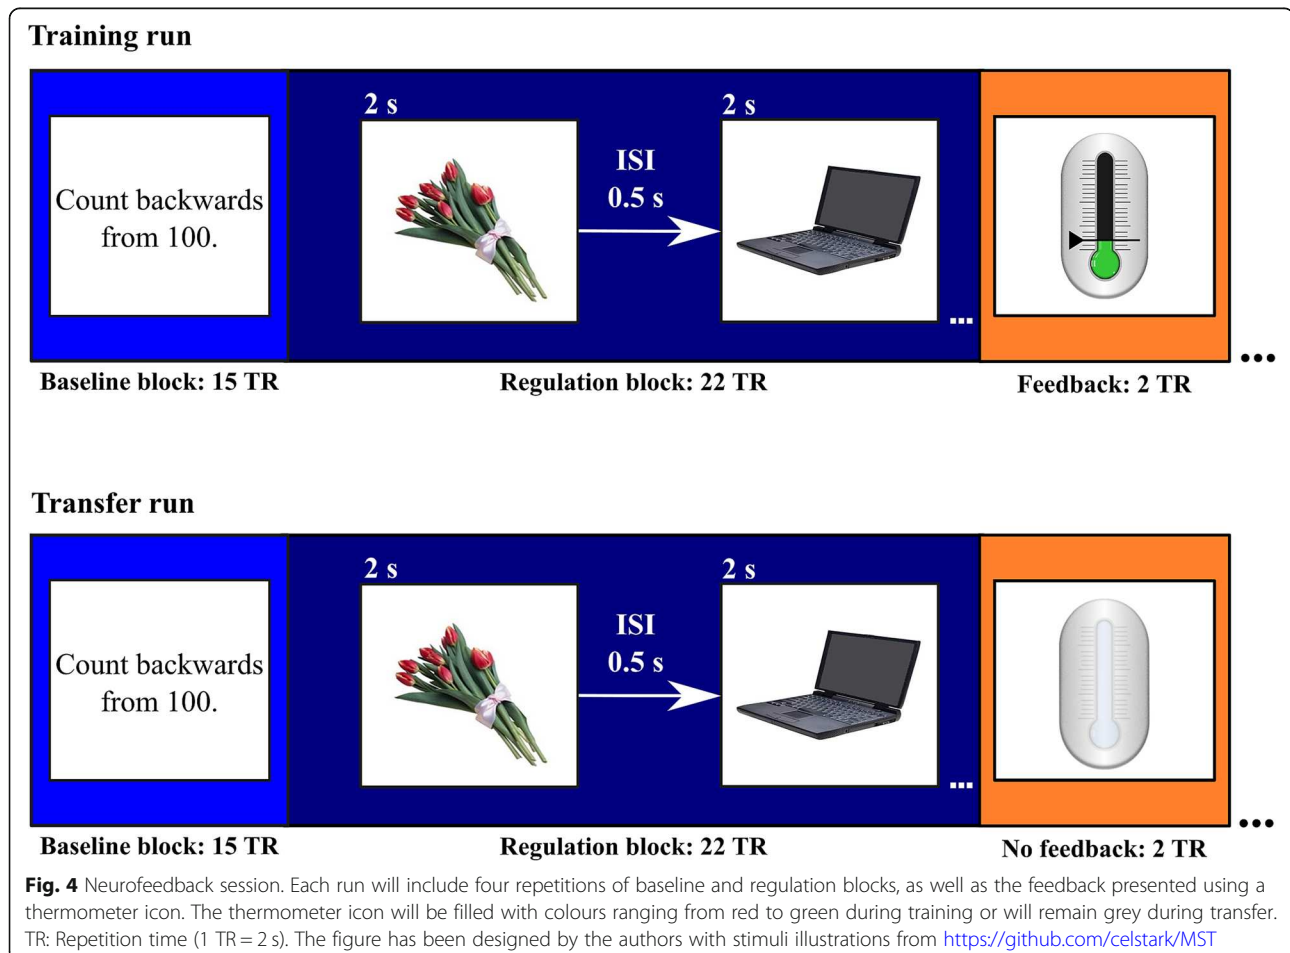 Training run
2 s
2 s
ISI
0.5 s
Count backwards
from 100.
...
...
Baseline block: 15 TR
Regulation block: 22 TR
Feedback: 2 TR
Transfer run
2 s
2 s
ISI
0.5 s
Count backwards
from 100.
...
...
Baseline block: 15 TR
Regulation block: 22 TR
No feedback: 2 TR
Fig. 4 Neurofeedback session. Each run will include four repetitions of baseline and regulation blocks, as well as the feedback presented using a
thermometer icon. The thermometer icon will be filled with colours ranging from red to green during training or will remain grey during transfer.
TR: Repetition time (1 TR = 2 s). The figure has been designed by the authors with stimuli illustrations from https://github.com/celstark/MST